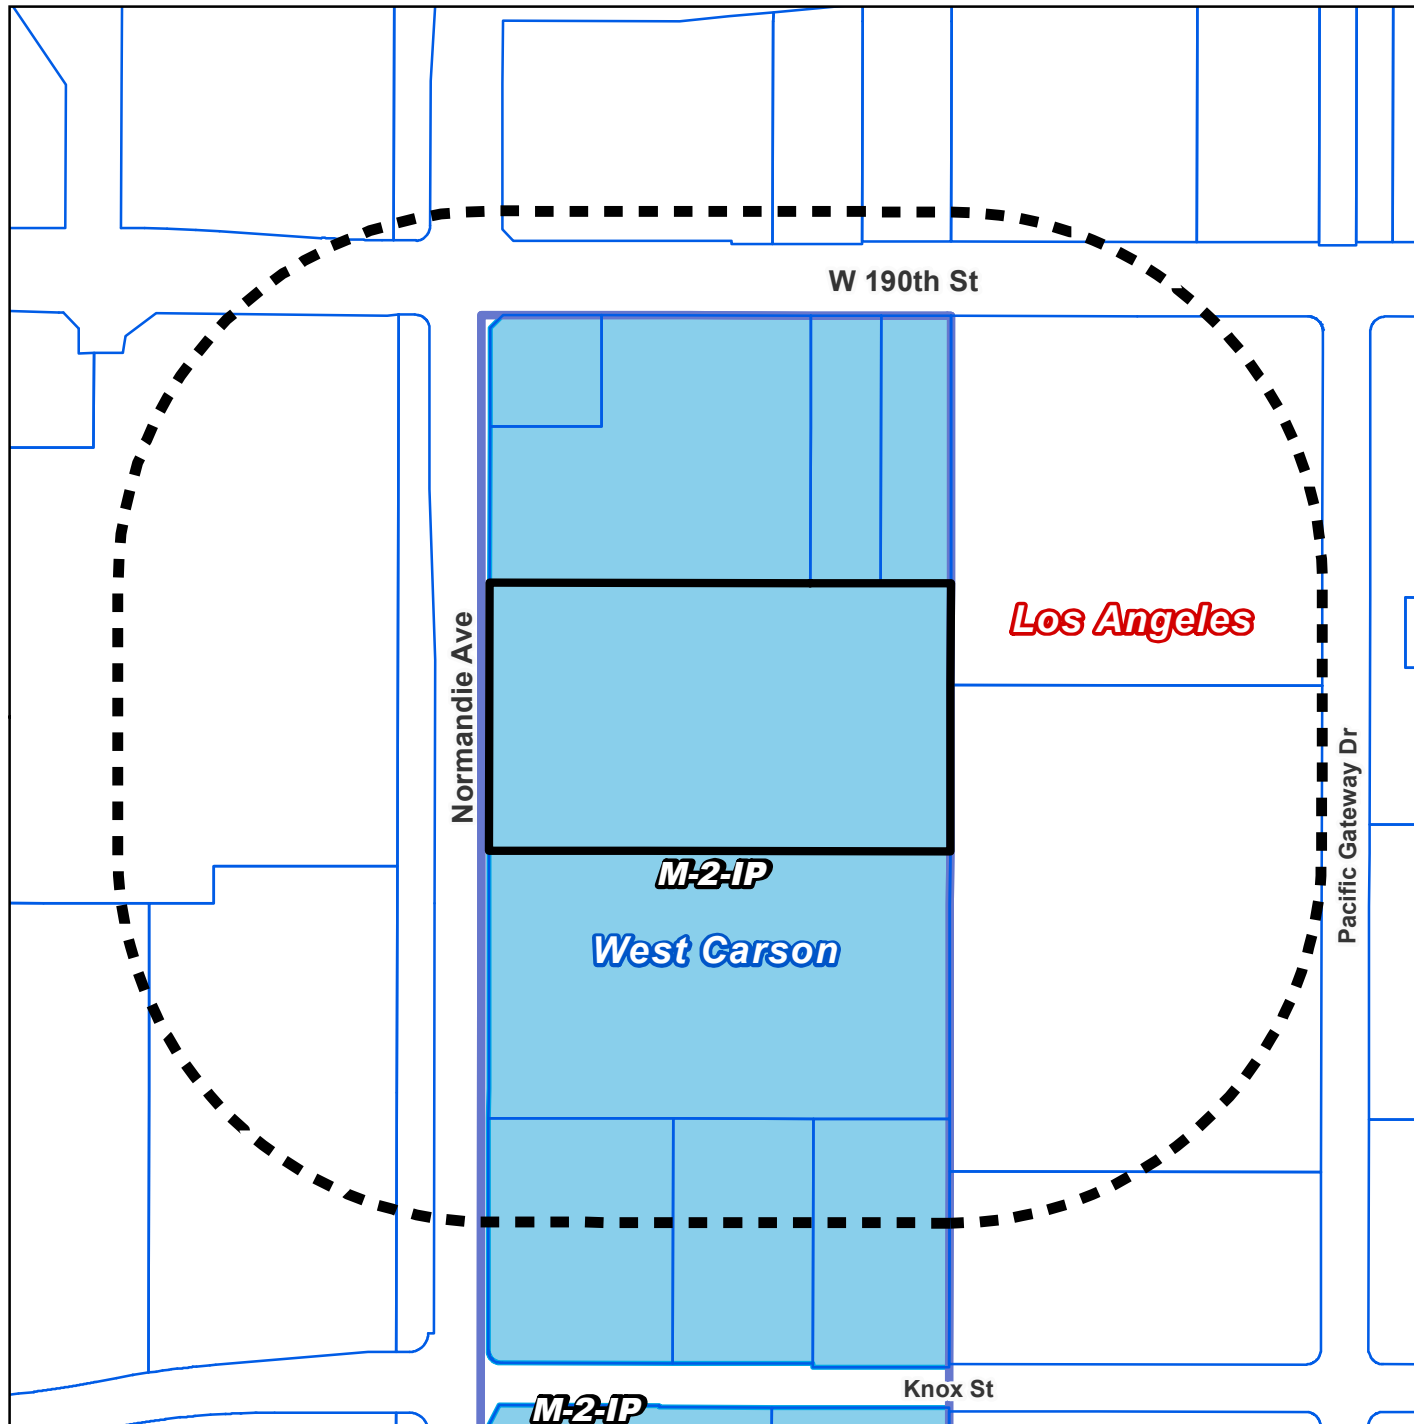 W 190th St
Los Angeles
Normandie Ave
Pacific Gateway Dr
M-2-IP
West Carson
Knox St
M-2-IP